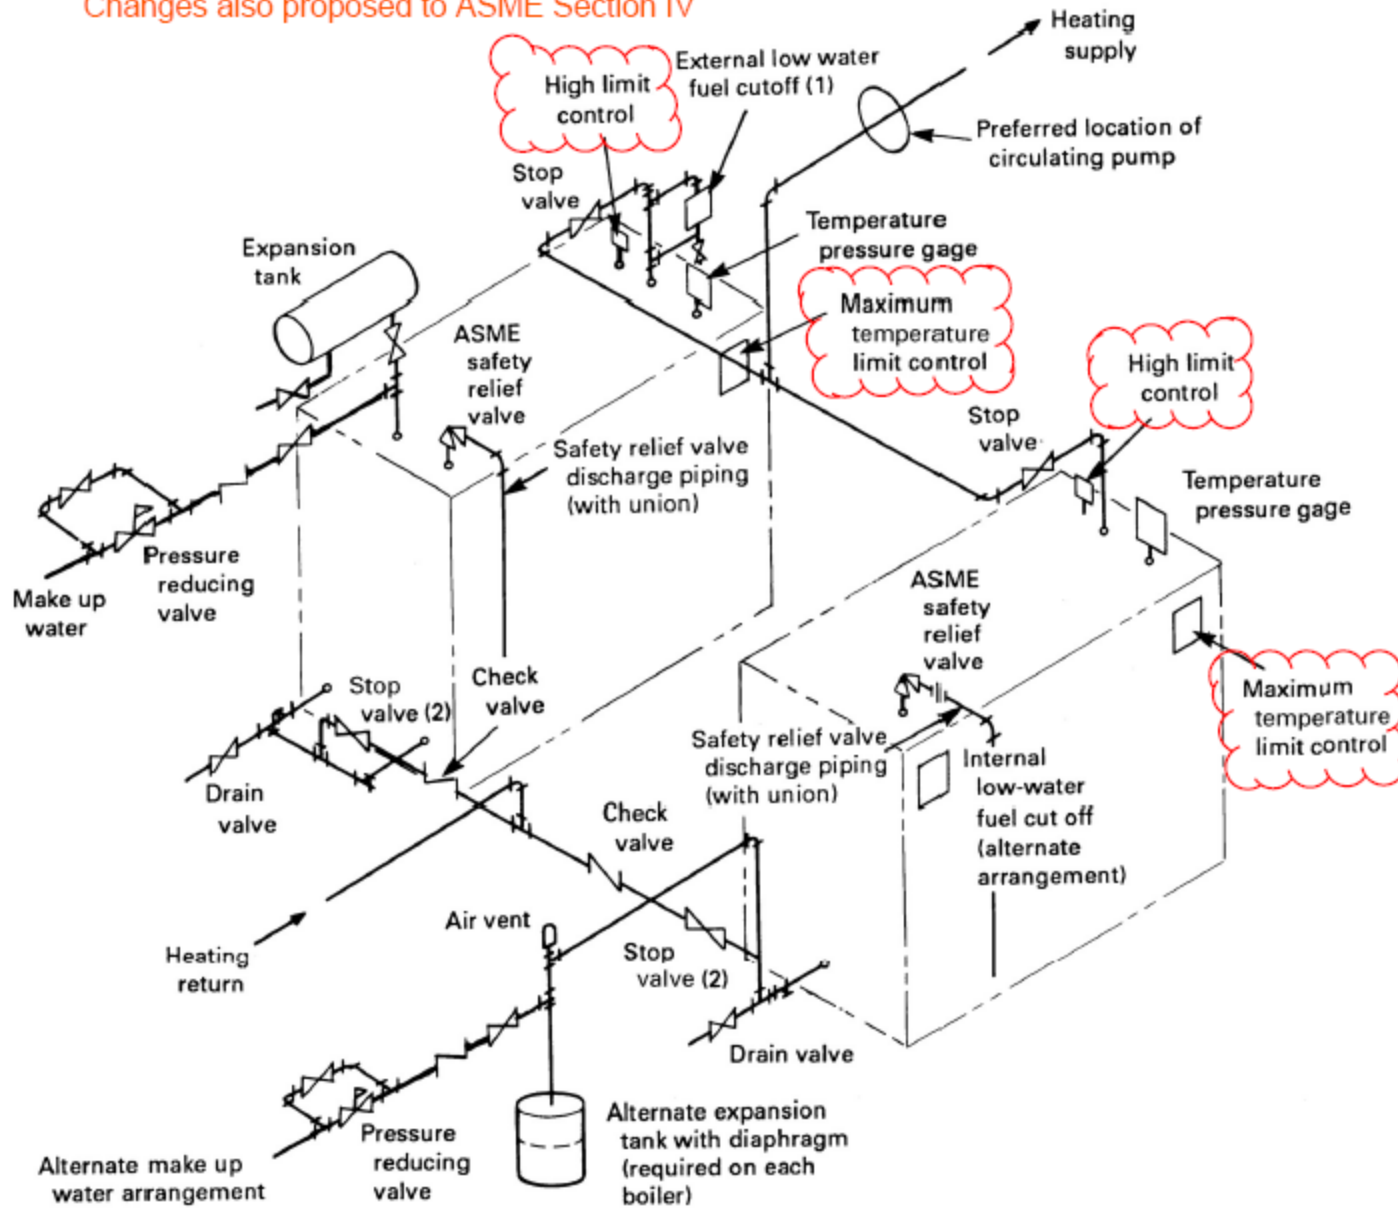 Changes also proposed to ASME Section IV
Heating
supply
High limit
control
External low water
fuel cutoff (1)
Preferred location of
circulating pump
Stop
valve
Temperature
pressure gage
Expansion
tank
Maximum
temperature
limit control
ASME
safety
relief
valve
High limit
control
Stop
valve
Safety relief valve
discharge piping
(with union)
Temperature
pressure gage
Pressure
reducing
valve
Make up
water
ASME
safety
relief
valve
Check
valve
Stop
valve (2)
Maximum
temperature
limit control
Safety relief valve
discharge piping
(with union)
Internal
low-water
fuel cut off
(alternate
arrangement)
Drain
valve
Check
valve
Air vent
Heating
return
Stop
valve (2)
Drain valve
Alternate expansion
tank with diaphragm
(required on each
boiler)
Pressure
reducing
valve
Alternate make up
water arrangement